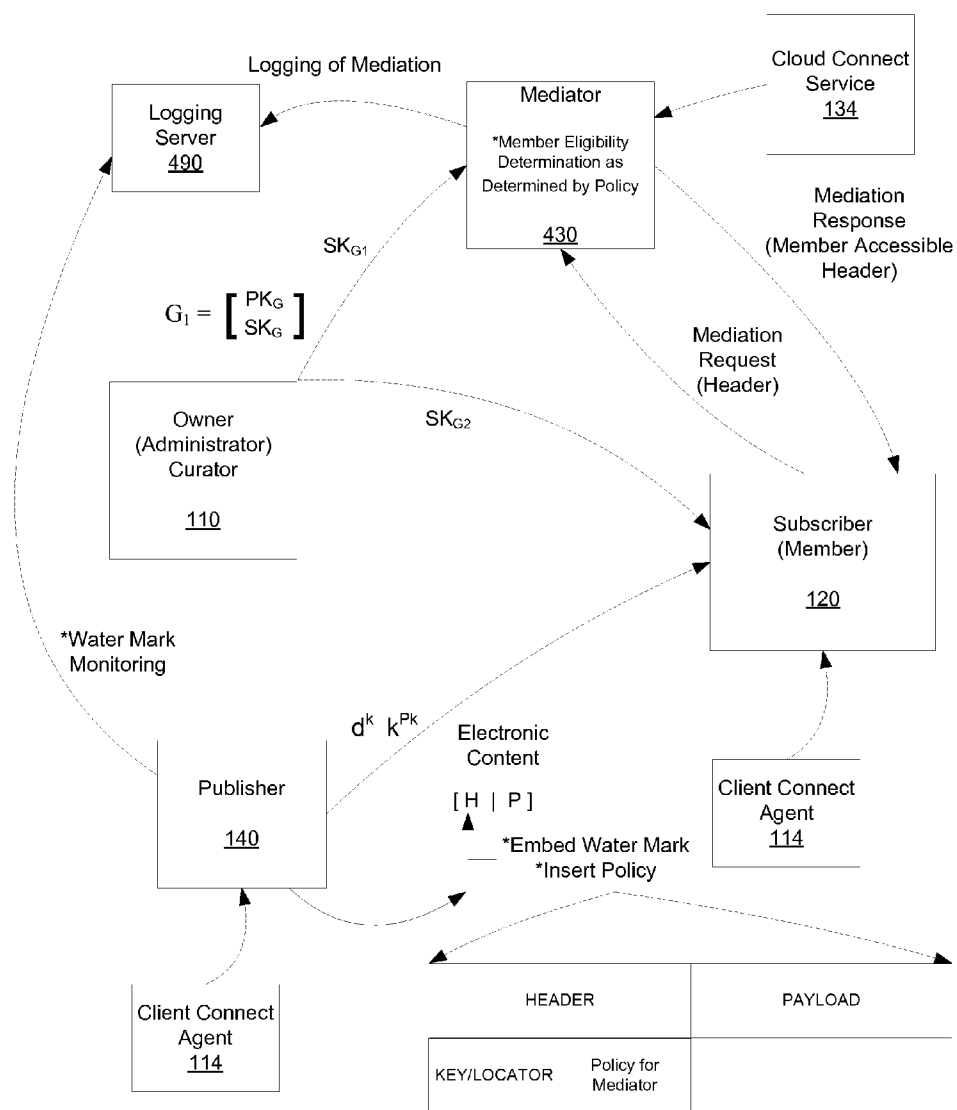 Cloud Connect
Service
134
Logging of Mediation
Mediator
*Member Eligibility
Determination as
Determined by Policy
430
Logging
Server
490
Mediation
Response
(Member Accessible
Header)
SKG1
G1 = [ PKG
SKG ]
Mediation
Request
(Header)
Owner
(Administrator)
Curator
110
SKG2
Subscriber
(Member)
120
*Water Mark
Monitoring
d^k k^Pk
Electronic
Content
[ H | P ]
Publisher
140
*Embed Water Mark
*Insert Policy
Client Connect
Agent
114
Client Connect
Agent
114
HEADER
PAYLOAD
KEY/LOCATOR
Policy for
Mediator